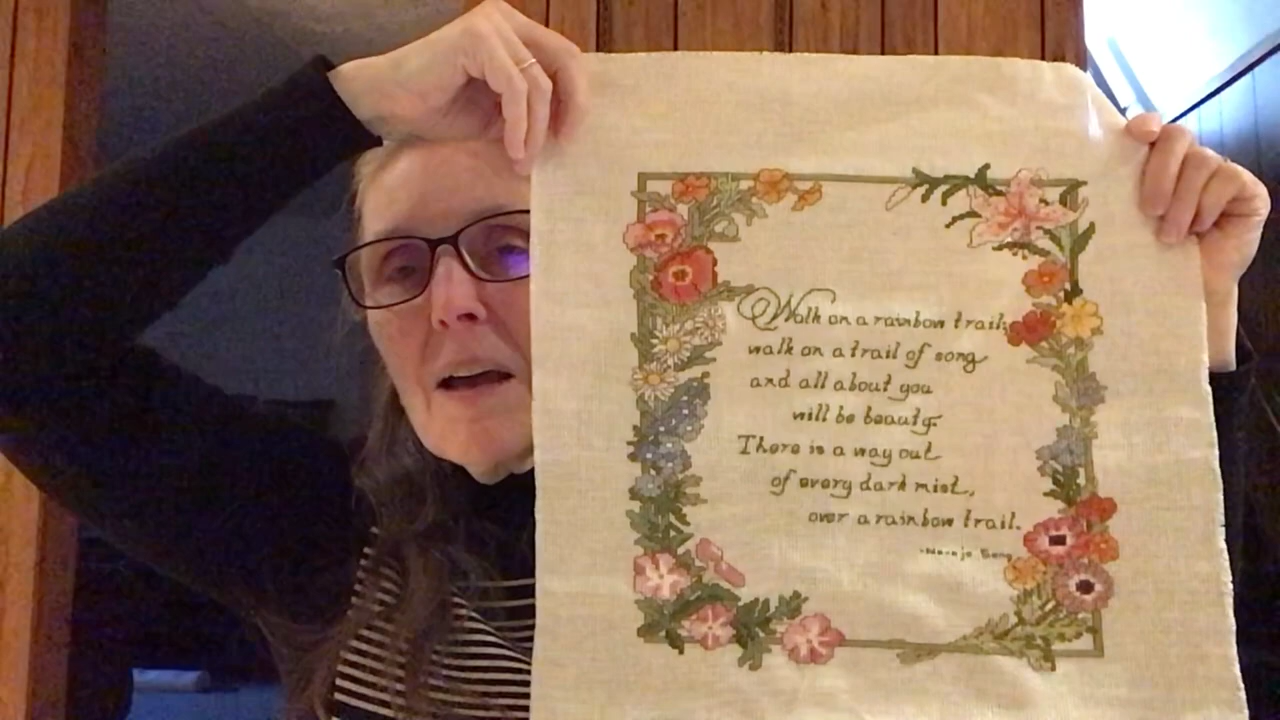 Walk on a rainbow trail;
walk on a trail of song
and all about you
will be beauty.
There is a way out
of every dark mist,
over a rainbow trail.
-Navajo Song